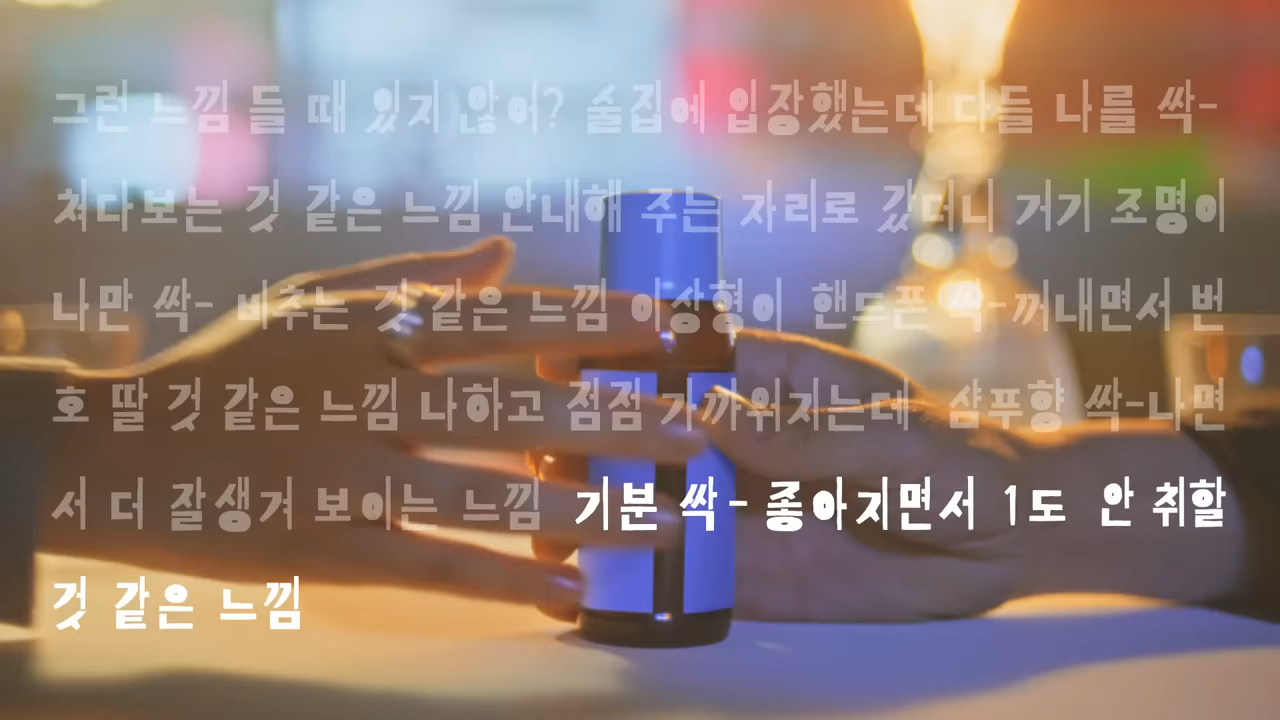 그런 느낌 들 때 있지 않어? 술집에 입장했는데 다들 나를 싹-
쳐다보는 것 같은 느낌 안내해 주는 자리로 갔더니 거기 조명이
나만 싹- 비추는 것 같은 느낌 이상형이 핸드폰 싹-꺼내면서 번
호 딸 것 같은 느낌 나하고 점점 가까워지는데 샴푸향 싹-나면
서 더 잘생겨 보이는 느낌 기분 싹- 좋아지면서 1도 안 취할
것 같은 느낌